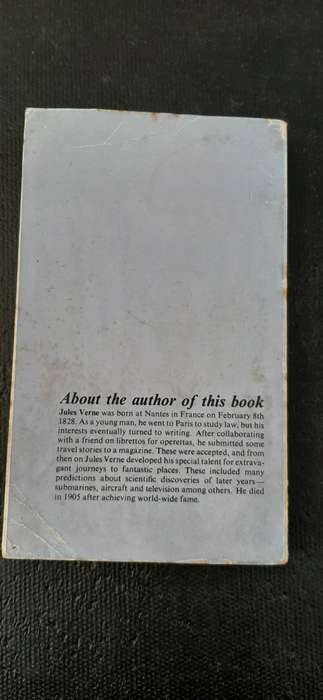 About the author of this book
Jules Verne was born at Nantes in France on February 8th
1828. As a young man, he went to Paris to study law, but his
interests eventually turned to writing. After collaborating
with a friend on librettos for operettas, he submitted some
travel stories to a magazine. These were accepted, and from
then on Jules Verne developed his special talent for extrava-
gant journeys to fantastic places. These included many
predictions about scientific discoveries of later years—
submarines, aircraft and television among others. He died
in 1905 after achieving world-wide fame.